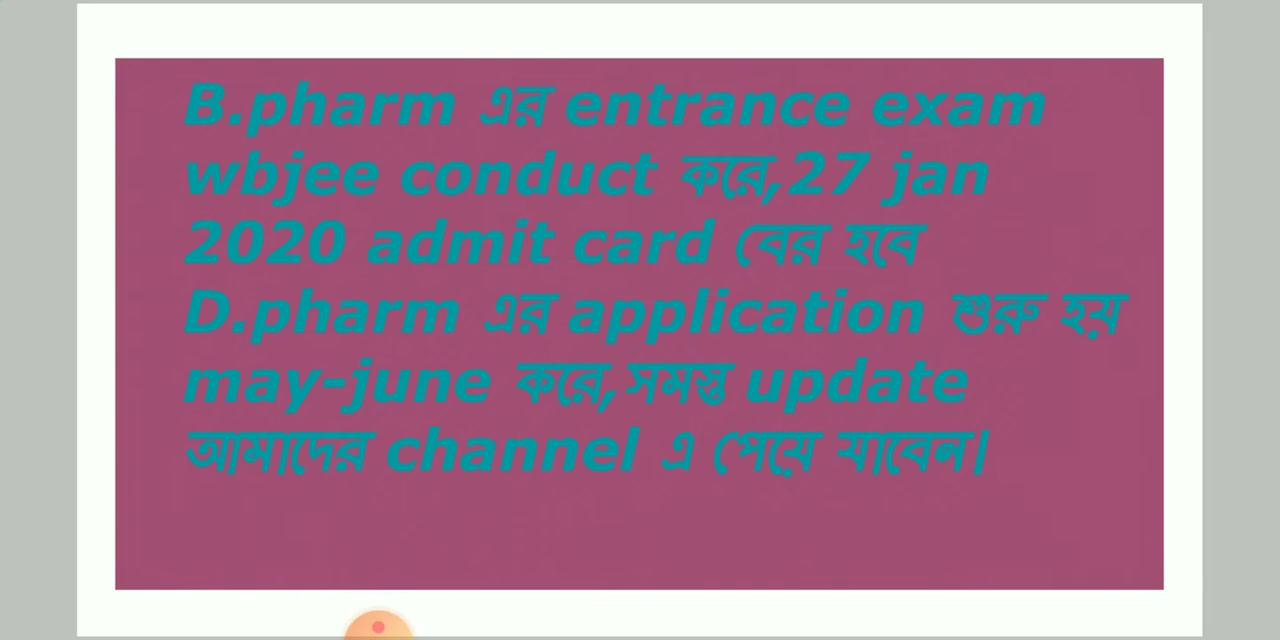 B.pharm এর entrance exam
wbjee conduct করে,27 jan
2020 admit card বের হবে
D.pharm এর application শুরু হয়
may-june করে,সমস্ত update
আমাদের channel এ পেয়ে যাবেন।